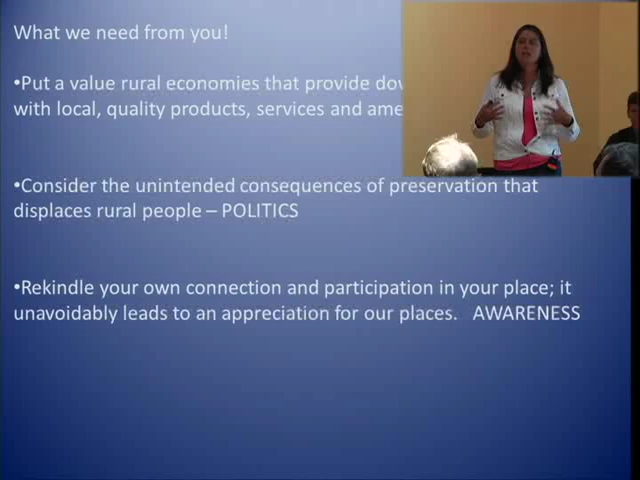 What we need from you!
•Put a value rural economies that provide
with local, quality products, services and
•Consider the unintended consequences of preservation that
displaces rural people – POLITICS
•Rekindle your own connection and participation in your place; it
unavoidably leads to an appreciation for our places. AWARENESS